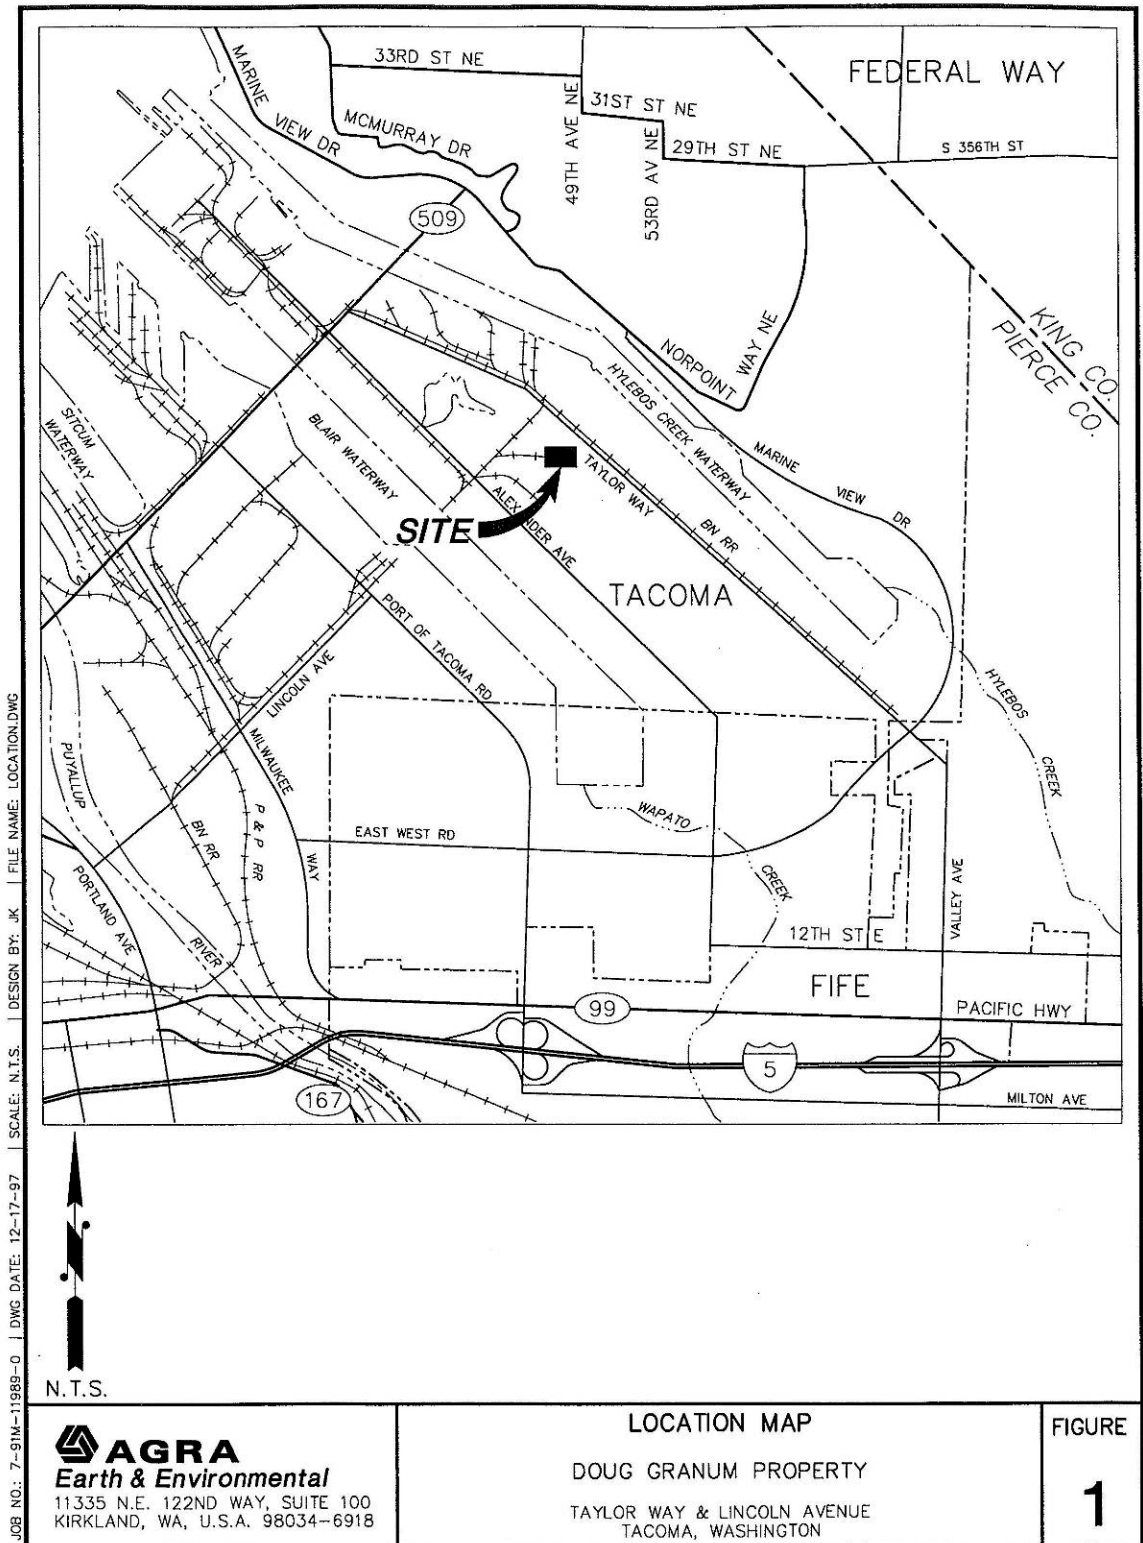 33RD ST NE
FEDERAL WAY
MARINE
VIEW DR
MCMURRAY DR
49TH AVE NE
31ST ST NE
53RD AV NE
29TH ST NE
S 356TH ST
509
KING CO.
PIERCE CO.
NORPOINT
WAY NE
HYLEBOS CREEK WATERWAY
SITCUM
WATERWAY
BLAIR WATERWAY
MARINE
VIEW
DR
TAYLOR WAY
BN RR
SITE
ALEXANDER AVE
TACOMA
PORT OF TACOMA RD
LINCOLN AVE
HYLEBOS
CREEK
MILWAUKEE
WAY
PUYALLUP
RIVER
BN RR
P & P RR
EAST WEST RD
WAPATO
CREEK
PORTLAND AVE
VALLEY AVE
12TH ST E
FIFE
99
PACIFIC HWY
5
167
MILTON AVE
N.T.S.
JOB NO.: 7-91M-11989-0 | DWG DATE: 12-17-97 | SCALE: N.T.S. | DESIGN BY: JK | FILE NAME: LOCATION.DWG
AGRA
Earth & Environmental
11335 N.E. 122ND WAY, SUITE 100
KIRKLAND, WA, U.S.A. 98034-6918
LOCATION MAP
DOUG GRANUM PROPERTY
TAYLOR WAY & LINCOLN AVENUE
TACOMA, WASHINGTON
FIGURE
1